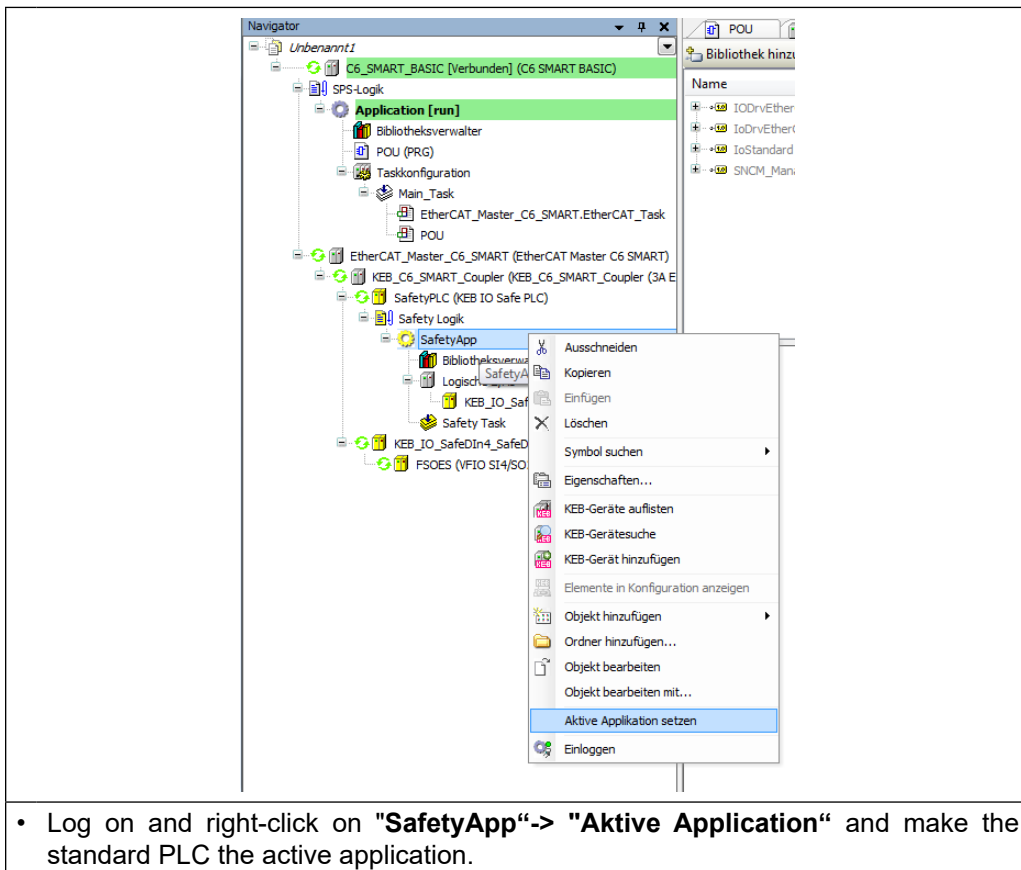 Navigator
POU
Unbenannt1
Bibliothek hinzu
C6_SMART_BASIC [Verbunden] (C6 SMART BASIC)
Name
SPS-Logik
IODrvEther
Application [run]
IoDrvEtherC
Bibliotheksverwalter
IoStandard
POU (PRG)
SNCM_Mana
Taskkonfiguration
Main_Task
EtherCAT_Master_C6_SMART.EtherCAT_Task
POU
EtherCAT_Master_C6_SMART (EtherCAT Master C6 SMART)
KEB_C6_SMART_Coupler (KEB_C6_SMART_Coupler (3A E
SafetyPLC (KEB IO Safe PLC)
Safety Logik
SafetyApp
Bibliotheksverwa
SafetyA
Logische
KEB_IO_Saf
Safety Task
KEB_IO_SafeDIn4_SafeD
FSOES (VFIO SI4/SO
Ausschneiden
Kopieren
Einfügen
Löschen
Symbol suchen
Eigenschaften...
KEB-Geräte auflisten
KEB-Gerätesuche
KEB-Gerät hinzufügen
Elemente in Konfiguration anzeigen
Objekt hinzufügen
Ordner hinzufügen...
Objekt bearbeiten
Objekt bearbeiten mit...
Aktive Applikation setzen
Einloggen
• Log on and right-click on "SafetyApp“-> "Aktive Application“ and make the
standard PLC the active application.